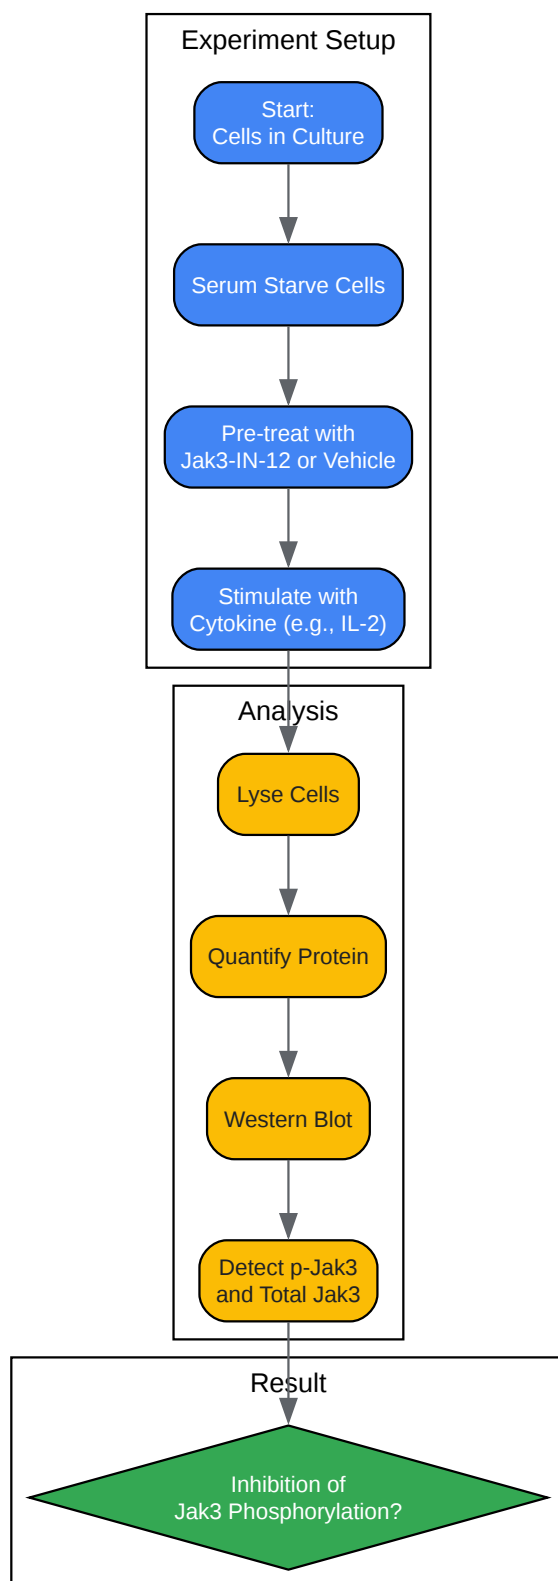 Experiment Setup
Start:
Cells in Culture
Serum Starve Cells
Pre-treat with
Jak3-IN-12 or Vehicle
Stimulate with
Cytokine (e.g., IL-2)
Analysis
Lyse Cells
Quantify Protein
Western Blot
Detect p-Jak3
and Total Jak3
Result
Inhibition of
Jak3 Phosphorylation?